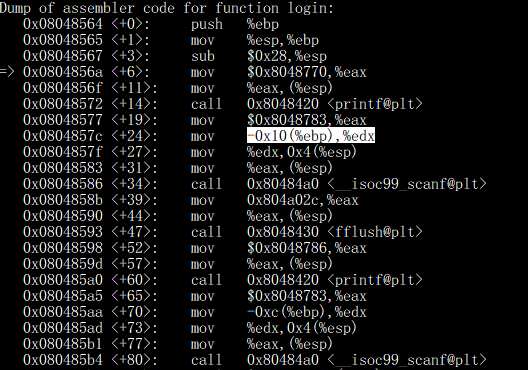 Dump of assembler code for function login:
0x08048564 <+0>: push %ebp
0x08048565 <+1>: mov %esp,%ebp
0x08048567 <+3>: sub $0x28,%esp
=> 0x0804856a <+6>: mov $0x8048770,%eax
0x0804856f <+11>: mov %eax,(%esp)
0x08048572 <+14>: call 0x8048420 <printf@plt>
0x08048577 <+19>: mov $0x8048783,%eax
0x0804857c <+24>: mov -0x10(%ebp),%edx
0x0804857f <+27>: mov %edx,0x4(%esp)
0x08048583 <+31>: mov %eax,(%esp)
0x08048586 <+34>: call 0x80484a0 <__isoc99_scanf@plt>
0x0804858b <+39>: mov 0x804a02c,%eax
0x08048590 <+44>: mov %eax,(%esp)
0x08048593 <+47>: call 0x8048430 <fflush@plt>
0x08048598 <+52>: mov $0x8048786,%eax
0x0804859d <+57>: mov %eax,(%esp)
0x080485a0 <+60>: call 0x8048420 <printf@plt>
0x080485a5 <+65>: mov $0x8048783,%eax
0x080485aa <+70>: mov -0xc(%ebp),%edx
0x080485ad <+73>: mov %edx,0x4(%esp)
0x080485b1 <+77>: mov %eax,(%esp)
0x080485b4 <+80>: call 0x80484a0 <__isoc99_scanf@plt>